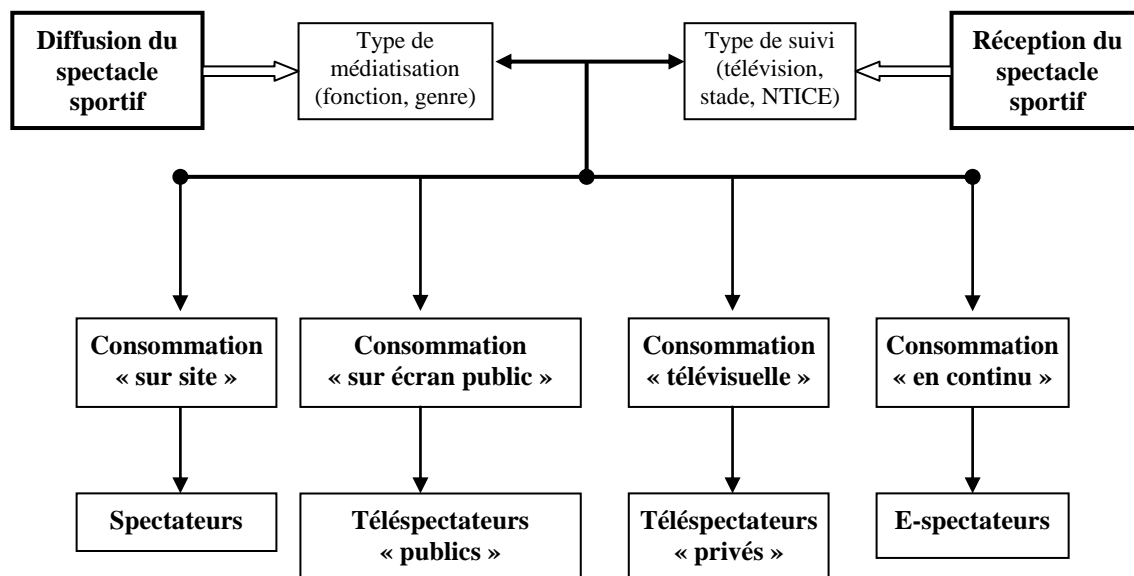 Diffusion du
spectacle
sportif
Type de
médiatisation
(fonction, genre)
Type de suivi
(télévision,
stade, NTICE)
Réception du
spectacle
sportif
Consommation
« sur site »
Consommation
« sur écran public »
Consommation
« télévisuelle »
Consommation
« en continu »
Spectateurs
Téléspectateurs
« publics »
Téléspectateurs
« privés »
E-spectateurs